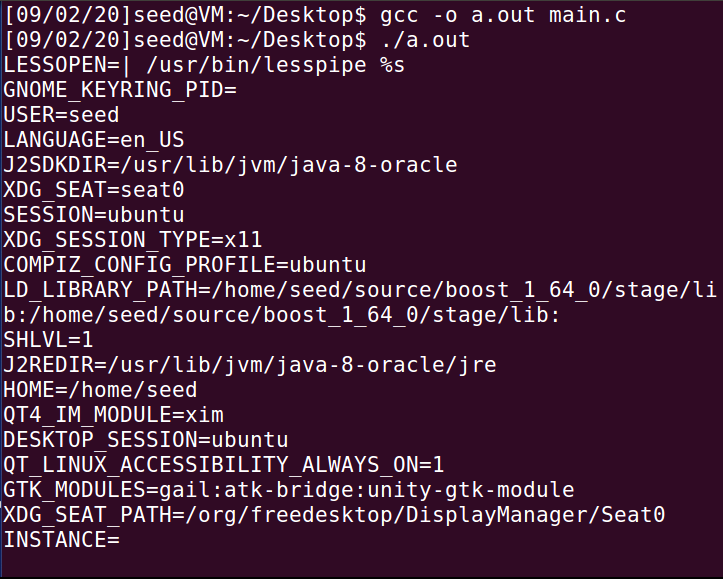 [09/02/20]seed@VM:~/Desktop$ gcc -o a.out main.c
[09/02/20]seed@VM:~/Desktop$ ./a.out
LESSOPEN=| /usr/bin/lesspipe %s
GNOME_KEYRING_PID=
USER=seed
LANGUAGE=en_US
J2SDKDIR=/usr/lib/jvm/java-8-oracle
XDG_SEAT=seat0
SESSION=ubuntu
XDG_SESSION_TYPE=x11
COMPIZ_CONFIG_PROFILE=ubuntu
LD_LIBRARY_PATH=/home/seed/source/boost_1_64_0/stage/li
b:/home/seed/source/boost_1_64_0/stage/lib:
SHLVL=1
J2REDIR=/usr/lib/jvm/java-8-oracle/jre
HOME=/home/seed
QT4_IM_MODULE=xim
DESKTOP_SESSION=ubuntu
QT_LINUX_ACCESSIBILITY_ALWAYS_ON=1
GTK_MODULES=gail:atk-bridge:unity-gtk-module
XDG_SEAT_PATH=/org/freedesktop/DisplayManager/Seat0
INSTANCE=